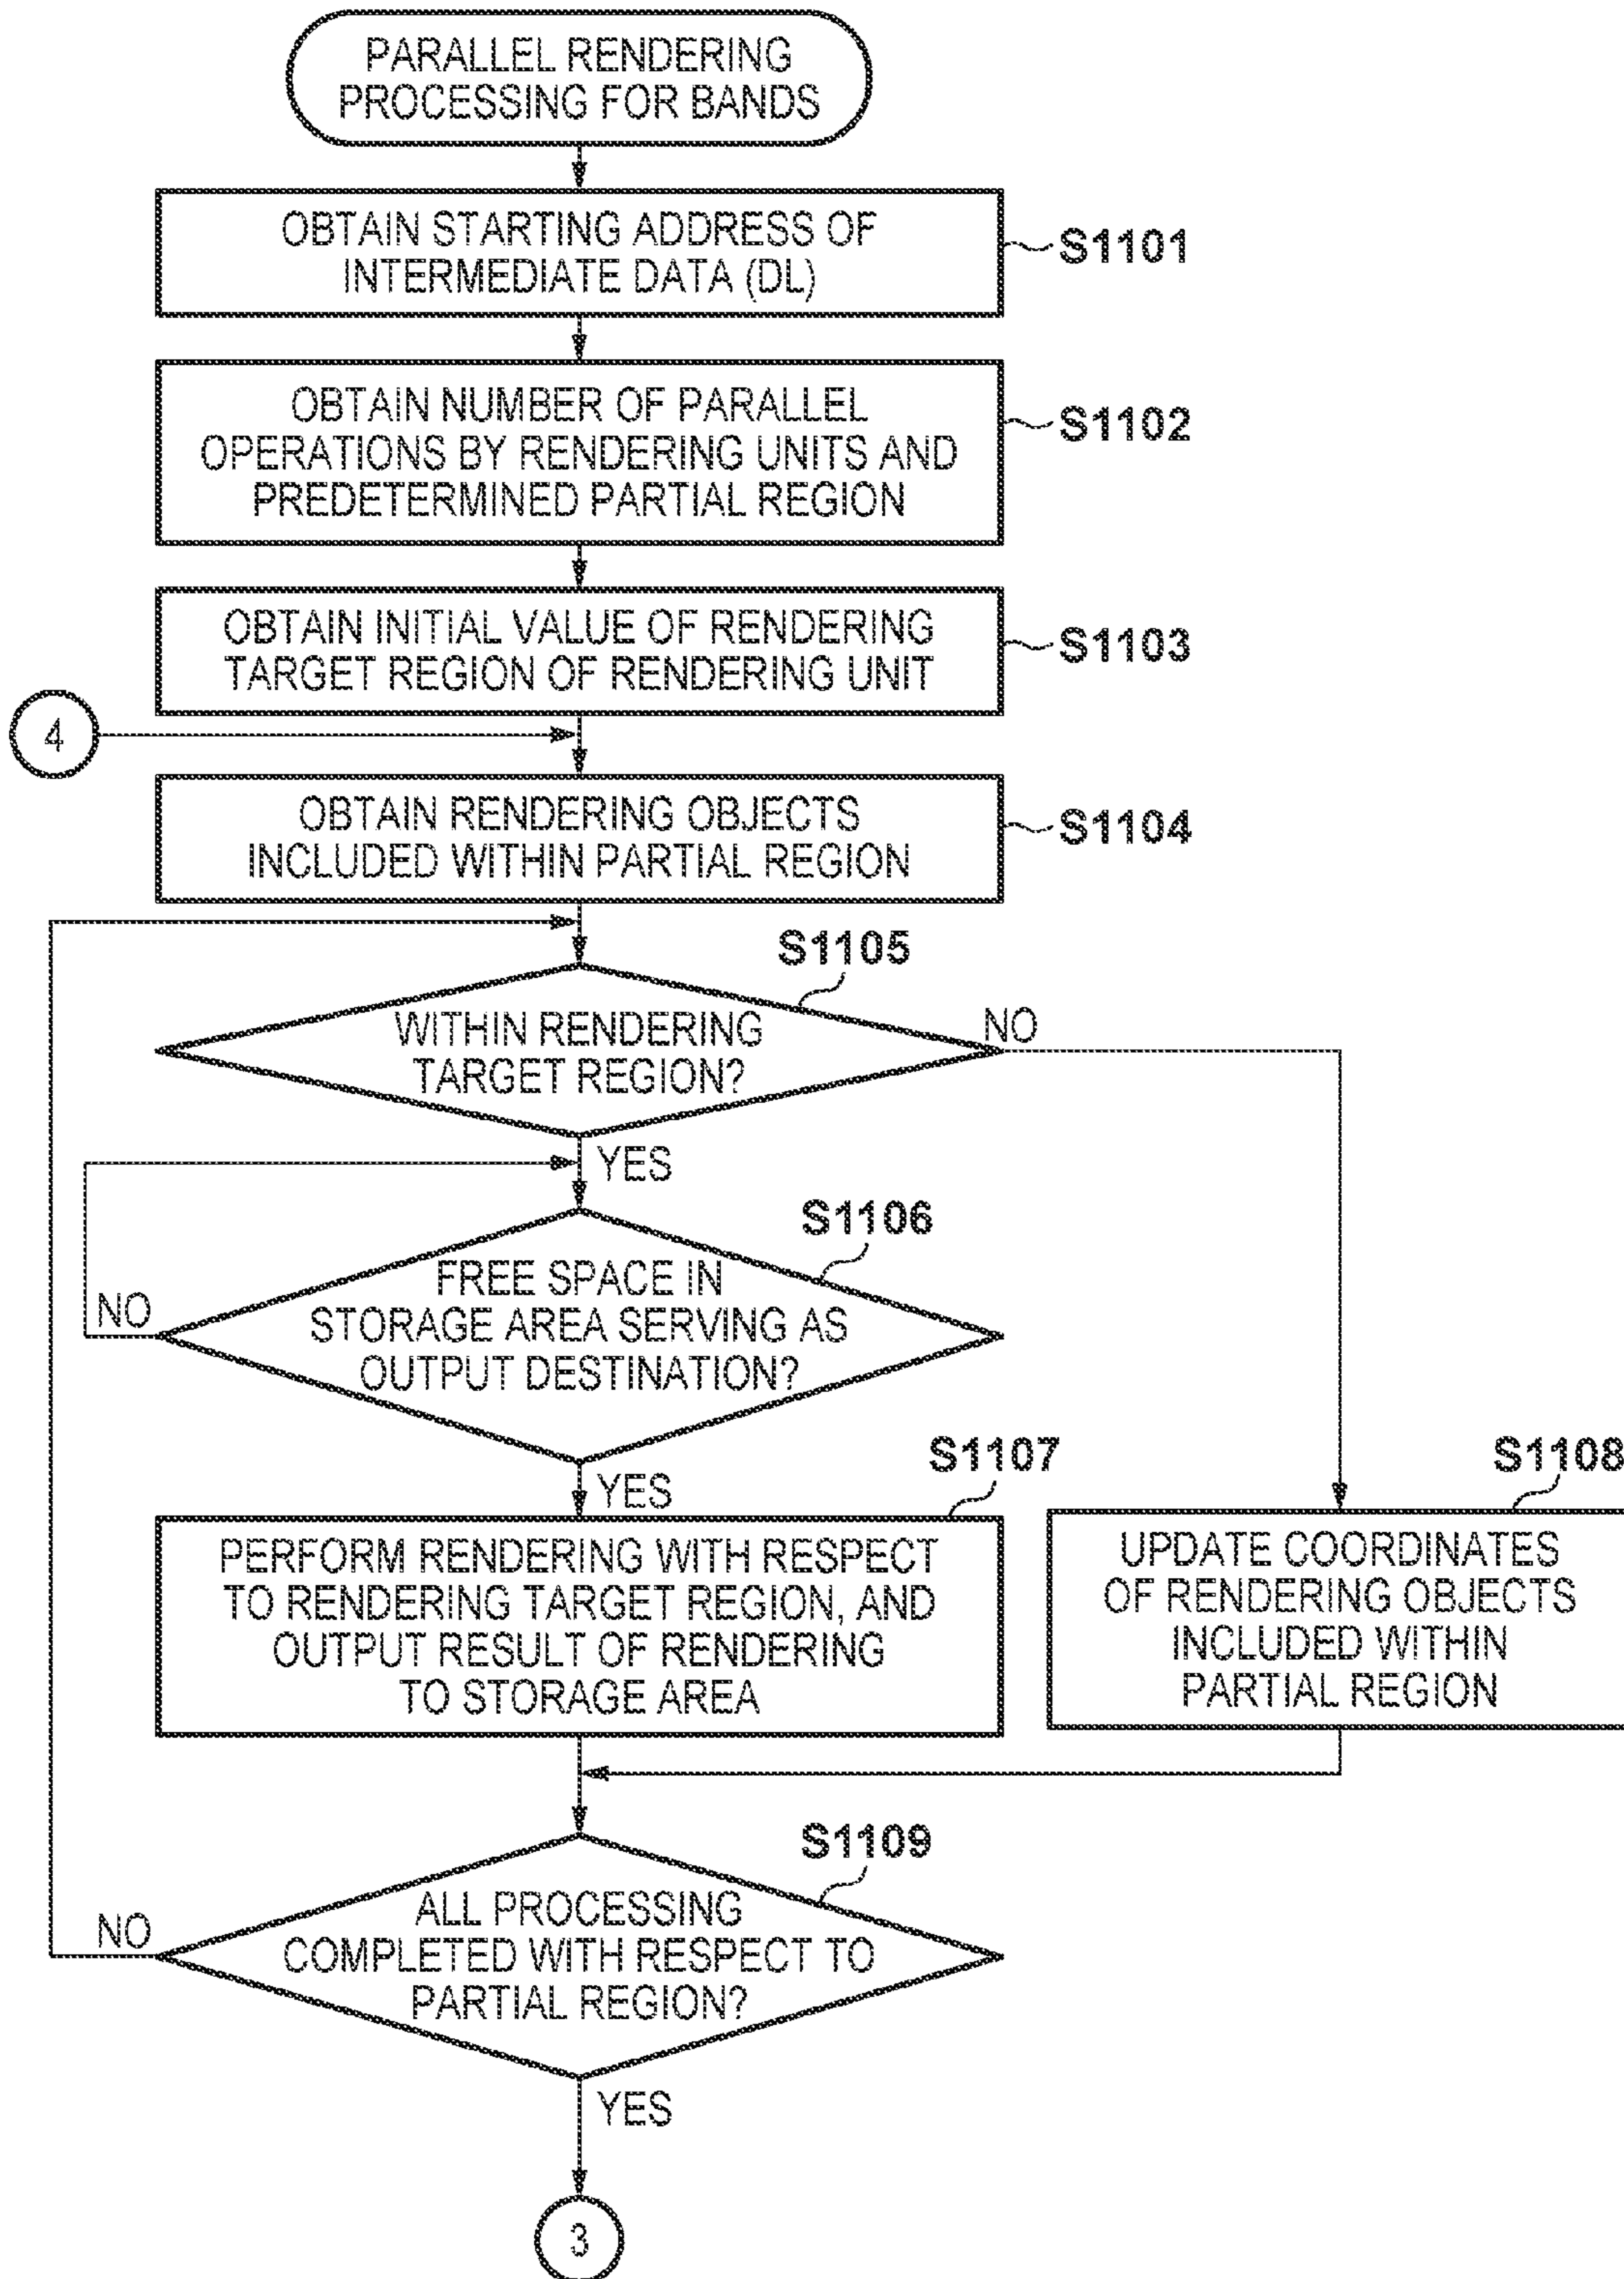 PARALLEL RENDERING
PROCESSING FOR BANDS
OBTAIN STARTING ADDRESS OF
INTERMEDIATE DATA (DL)
S1101
OBTAIN NUMBER OF PARALLEL
OPERATIONS BY RENDERING UNITS AND
PREDETERMINED PARTIAL REGION
S1102
OBTAIN INITIAL VALUE OF RENDERING
TARGET REGION OF RENDERING UNIT
S1103
4
OBTAIN RENDERING OBJECTS
INCLUDED WITHIN PARTIAL REGION
S1104
S1105
WITHIN RENDERING
TARGET REGION?
NO
YES
S1106
FREE SPACE IN
STORAGE AREA SERVING AS
OUTPUT DESTINATION?
NO
YES
S1107
PERFORM RENDERING WITH RESPECT
TO RENDERING TARGET REGION, AND
OUTPUT RESULT OF RENDERING
TO STORAGE AREA
S1108
UPDATE COORDINATES
OF RENDERING OBJECTS
INCLUDED WITHIN
PARTIAL REGION
S1109
ALL PROCESSING
COMPLETED WITH RESPECT TO
PARTIAL REGION?
NO
YES
3